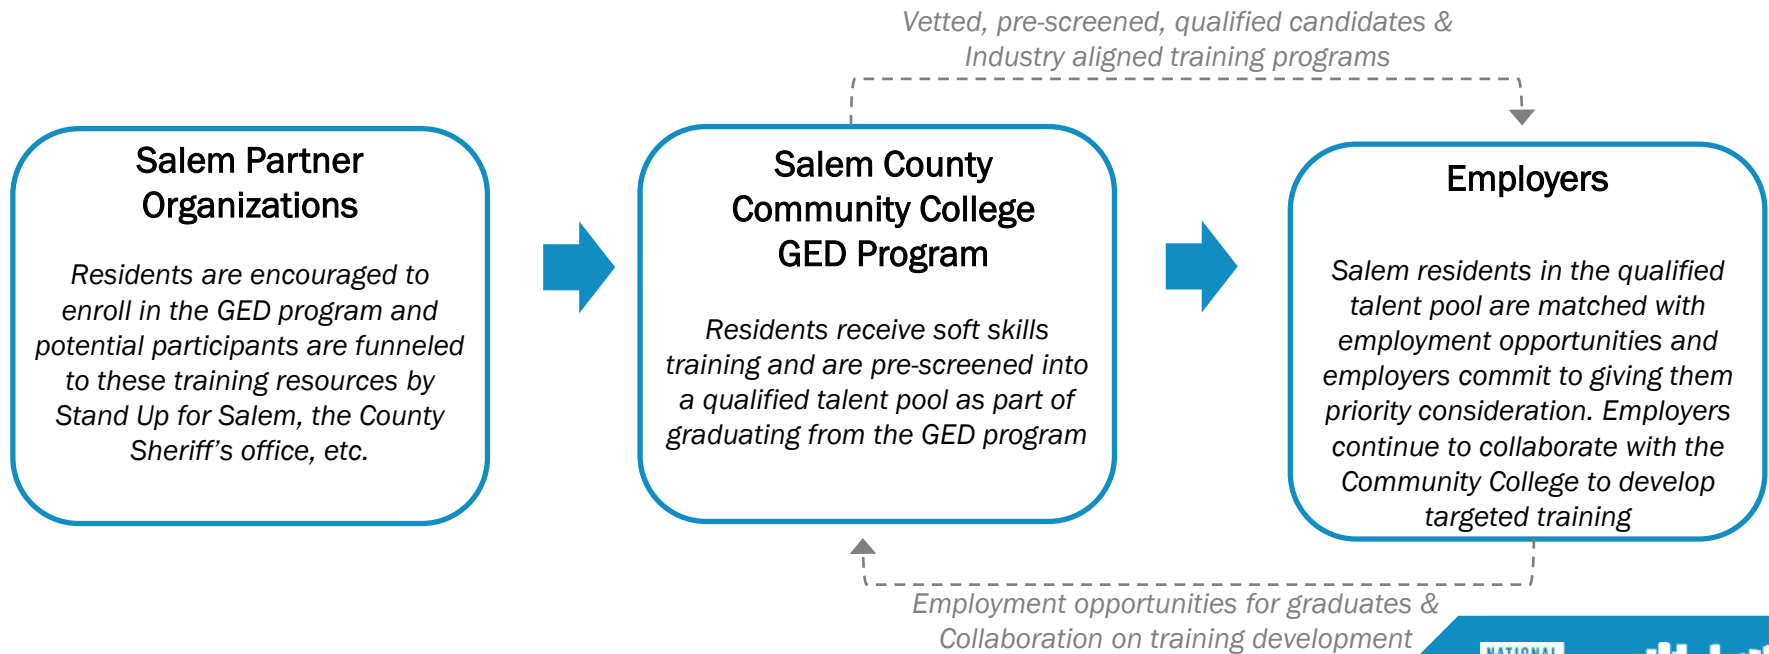 Vetted, pre-screened, qualified candidates &
Industry aligned training programs
Salem Partner
Organizations
Residents are encouraged to
enroll in the GED program and
potential participants are funneled
to these training resources by
Stand Up for Salem, the County
Sheriff’s office, etc.
Salem County
Community College
GED Program
Residents receive soft skills
training and are pre-screened into
a qualified talent pool as part of
graduating from the GED program
Employers
Salem residents in the qualified
talent pool are matched with
employment opportunities and
employers commit to giving them
priority consideration. Employers
continue to collaborate with the
Community College to develop
targeted training
Employment opportunities for graduates &
Collaboration on training development
NATIONAL